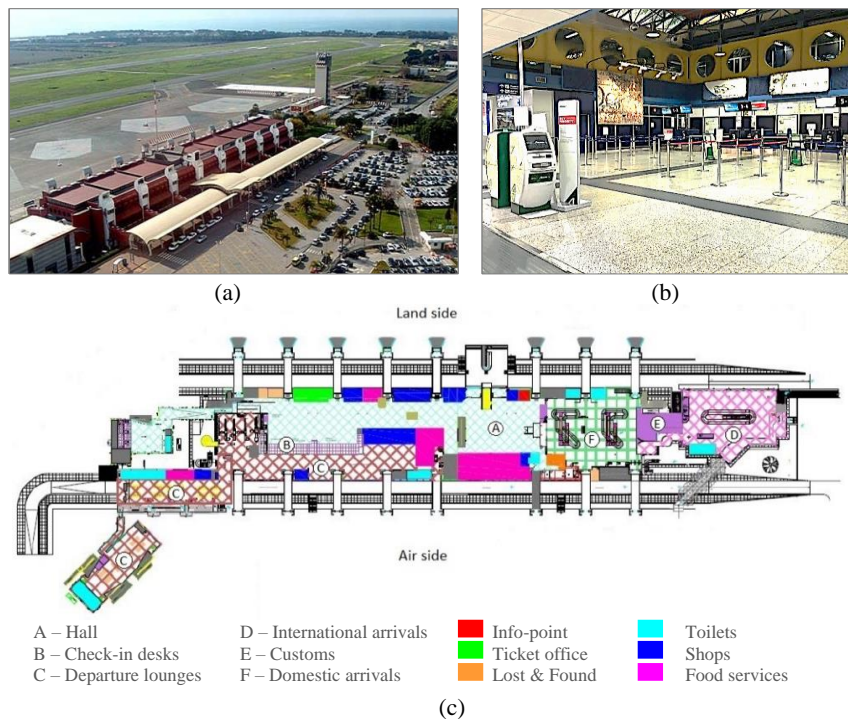 (a)
(b)
Land side
A
B
C
C
C
D
E
F
Air side
A – Hall
B – Check-in desks
C – Departure lounges
D – International arrivals
E – Customs
F – Domestic arrivals
Info-point
Ticket office
Lost & Found
Toilets
Shops
Food services
(c)